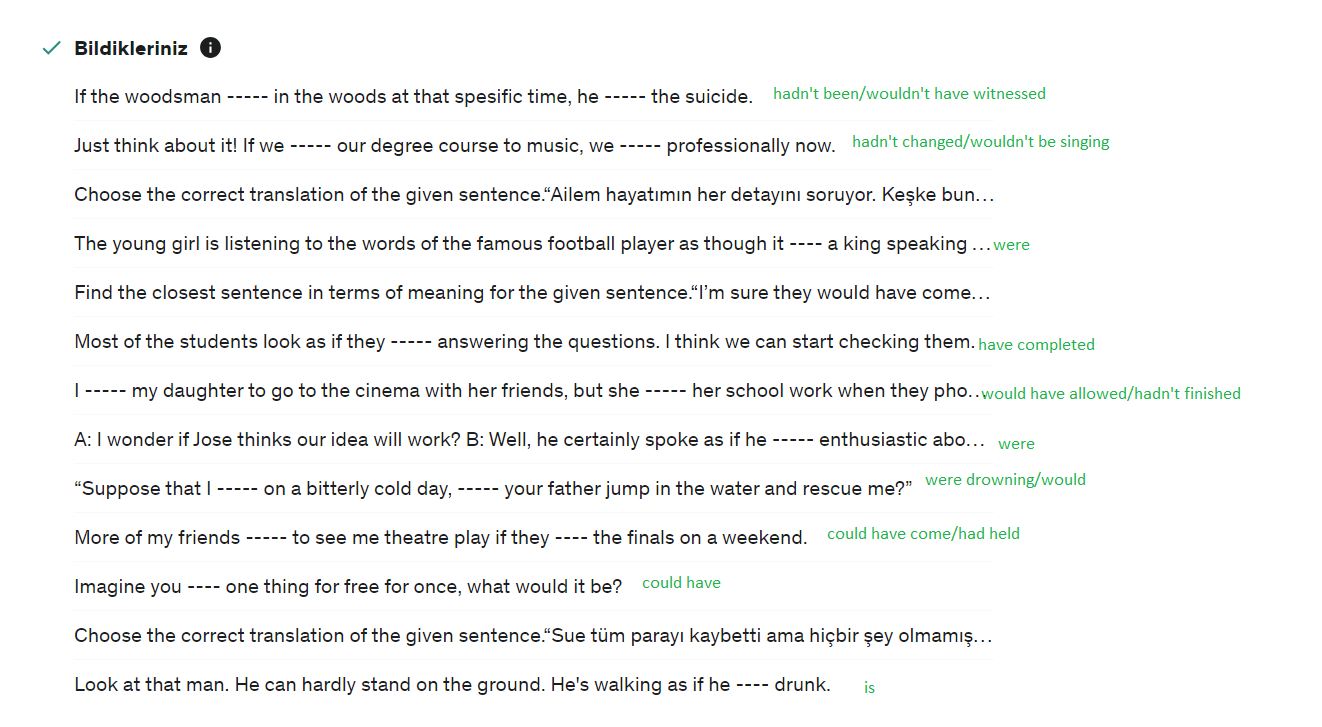 Bildikleriniz
If the woodsman ----- in the woods at that spesific time, he ----- the suicide. hadn't been/wouldn't have witnessed
Just think about it! If we ----- our degree course to music, we ----- professionally now. hadn't changed/wouldn't be singing
Choose the correct translation of the given sentence.“Ailem hayatımın her detayını soruyor. Keşke bun...
The young girl is listening to the words of the famous football player as though it ---- a king speaking ... were
Find the closest sentence in terms of meaning for the given sentence.“I’m sure they would have come...
Most of the students look as if they ----- answering the questions. I think we can start checking them. have completed
I ----- my daughter to go to the cinema with her friends, but she ----- her school work when they pho... would have allowed/hadn't finished
A: I wonder if Jose thinks our idea will work? B: Well, he certainly spoke as if he ----- enthusiastic abo... were
“Suppose that I ----- on a bitterly cold day, ----- your father jump in the water and rescue me?” were drowning/would
More of my friends ----- to see me theatre play if they ---- the finals on a weekend. could have come/had held
Imagine you ---- one thing for free for once, what would it be? could have
Choose the correct translation of the given sentence.“Sue tüm parayı kaybetti ama hiçbir şey olmamış...
Look at that man. He can hardly stand on the ground. He's walking as if he ---- drunk. is